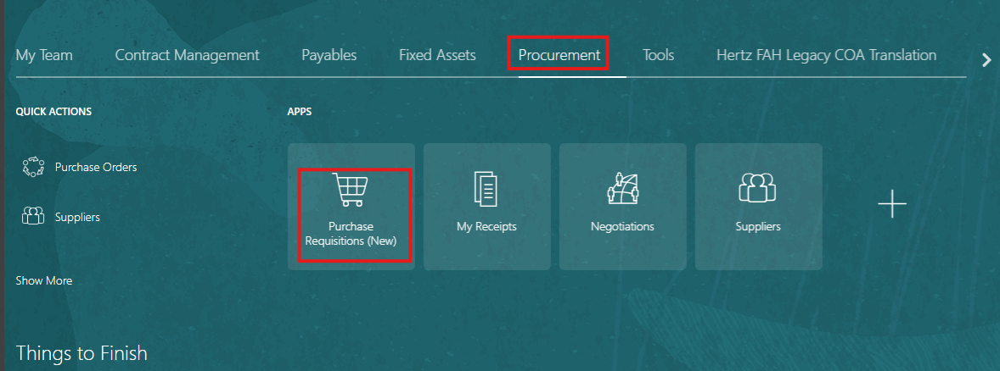 My Team Contract Management Payables Fixed Assets Procurement Tools Hertz FAH Legacy COA Translation
QUICK ACTIONS
Purchase Orders
Suppliers
Show More
APPS
Purchase
Requisitions (New)
My Receipts
Negotiations
Suppliers
Things to Finish